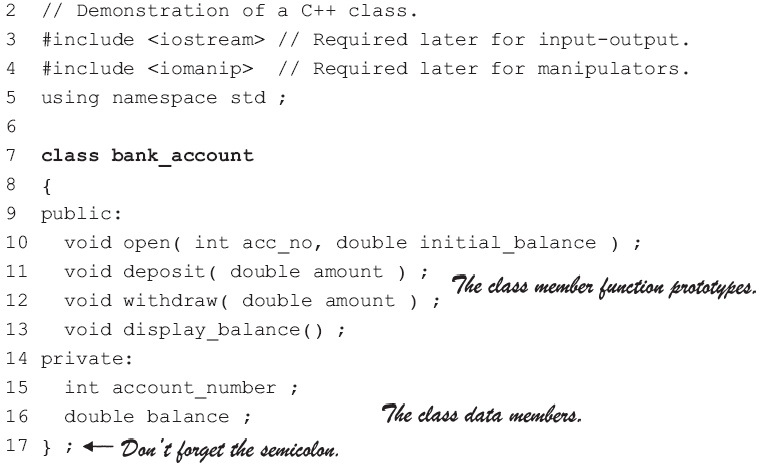 2 // Demonstration of a C++ class.
3 #include <iostream> // Required later for input-output.
4 #include <iomanip>  // Required later for manipulators.
5 using namespace std ;
6
7 class bank_account
8 {
9 public:
10   void open( int acc_no, double initial_balance ) ;
11   void deposit( double amount ) ;
The class member function prototypes.
12   void withdraw( double amount ) ;
13   void display_balance() ;
14 private:
15   int account_number ;
16   double balance ; The class data members.
17 } ; ← Don't forget the semicolon.